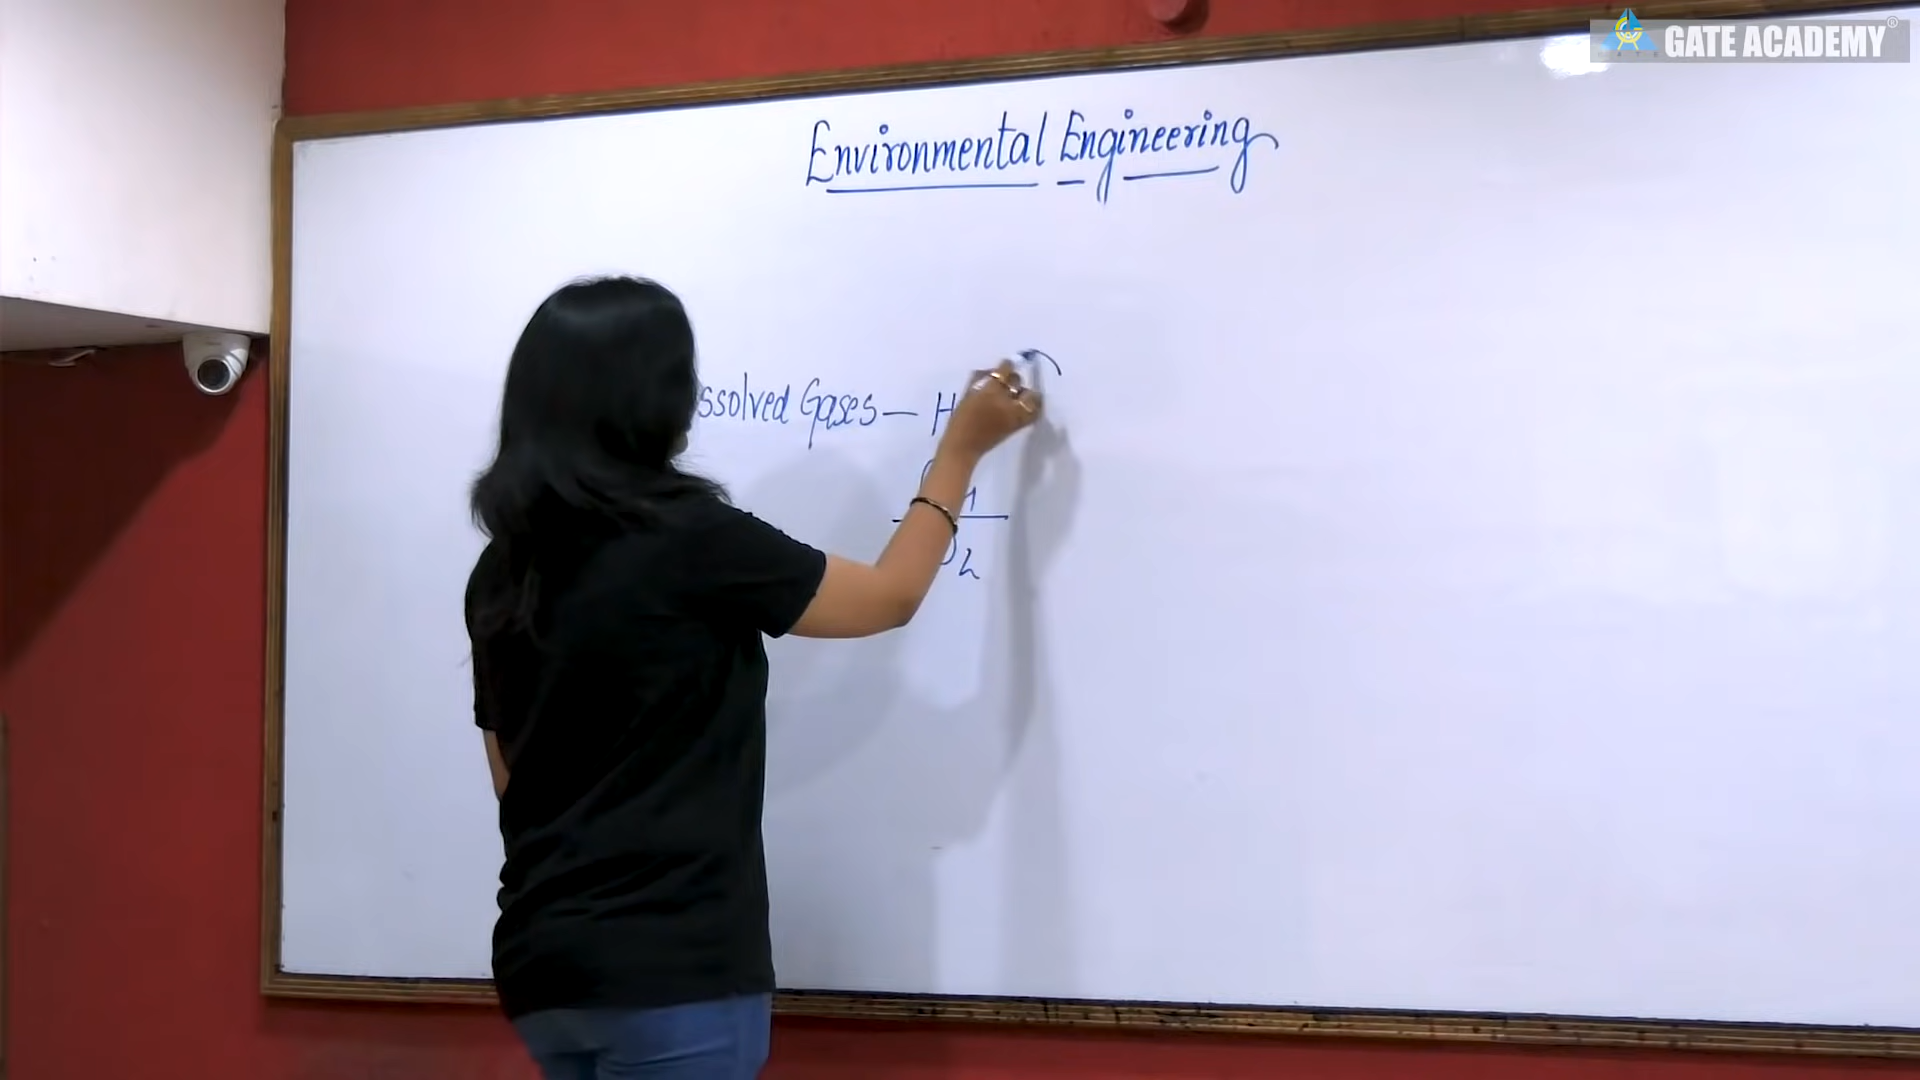 GATE ACADEMY®
Environmental Engineering
ssolved Gases — H